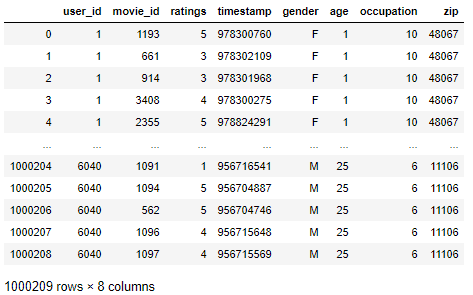 user_id movie_id ratings timestamp gender age occupation zip
0 1 1193 5 978300760 F 1 10 48067
1 1 661 3 978302109 F 1 10 48067
2 1 914 3 978301968 F 1 10 48067
3 1 3408 4 978300275 F 1 10 48067
4 1 2355 5 978824291 F 1 10 48067
... ... ... ... ... ... ... ... ...
1000204 6040 1091 1 956716541 M 25 6 11106
1000205 6040 1094 5 956704887 M 25 6 11106
1000206 6040 562 5 956704746 M 25 6 11106
1000207 6040 1096 4 956715648 M 25 6 11106
1000208 6040 1097 4 956715569 M 25 6 11106
1000209 rows × 8 columns